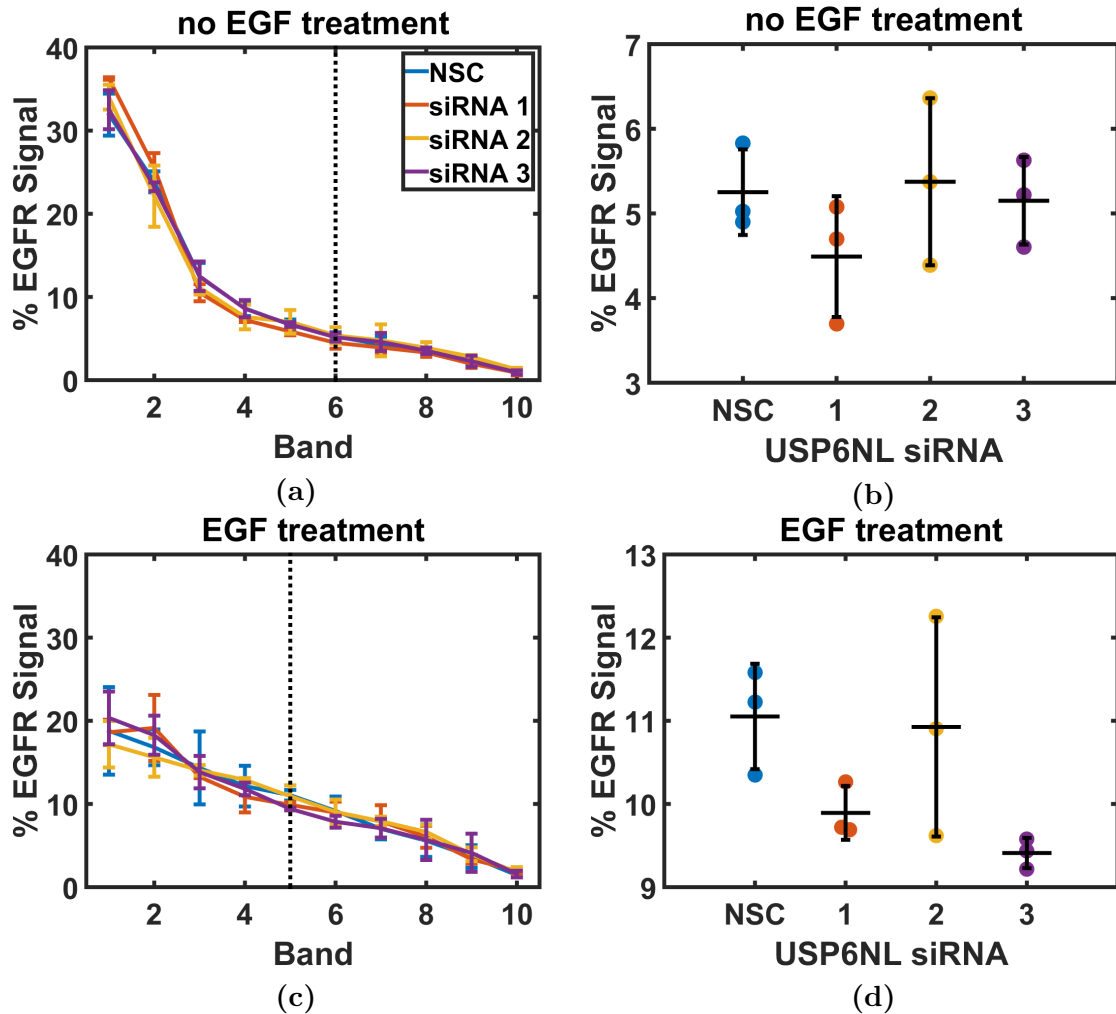 no EGF treatment
% EGFR Signal
40
30
20
10
0
NSC
siRNA 1
siRNA 2
siRNA 3
2 4 6 8 10
Band
(a)
no EGF treatment
% EGFR Signal
7
6
5
4
3
NSC 1 2 3
USP6NL siRNA
(b)
EGF treatment
% EGFR Signal
40
30
20
10
0
2 4 6 8 10
Band
(c)
EGF treatment
% EGFR Signal
13
12
11
10
9
NSC 1 2 3
USP6NL siRNA
(d)